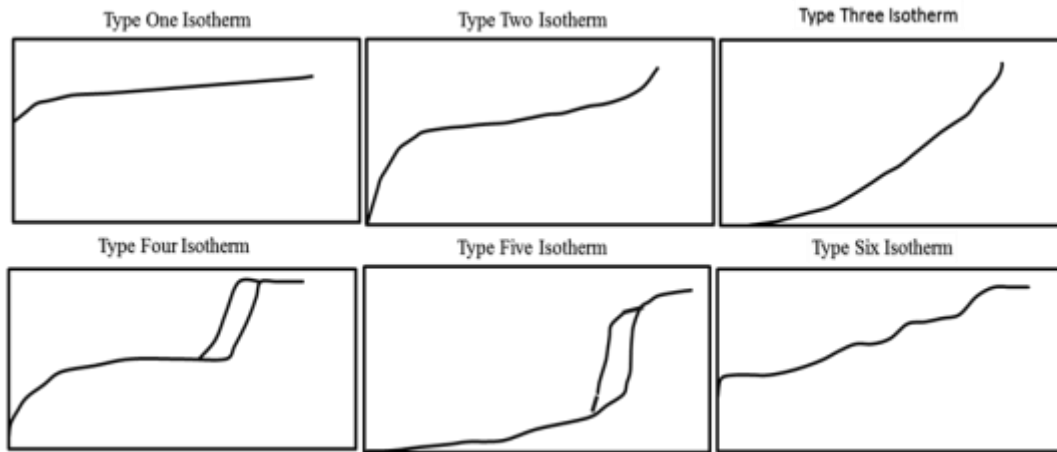 Type One Isotherm
Type Two Isotherm
Type Three Isotherm
Type Four Isotherm
Type Five Isotherm
Type Six Isotherm